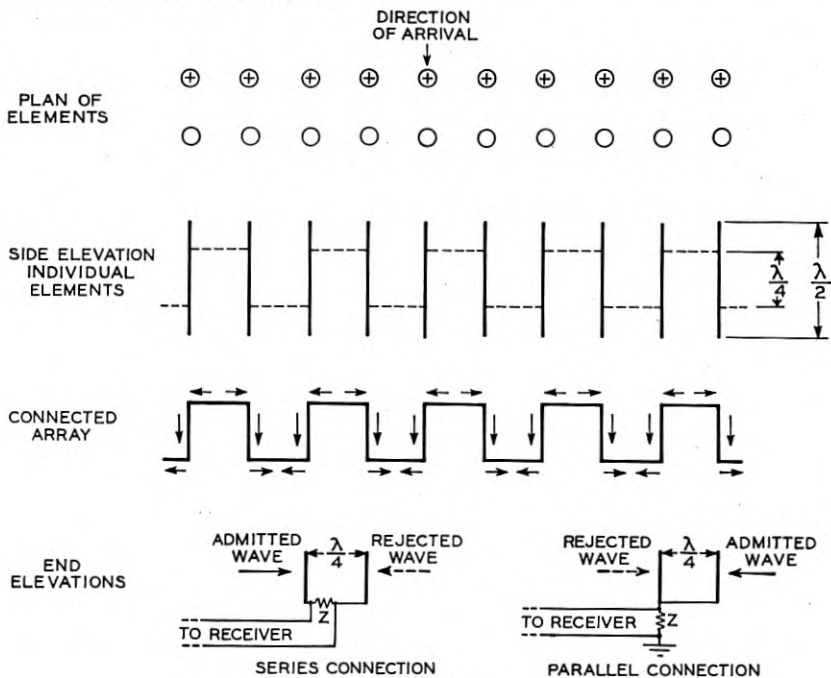 DIRECTION
OF ARRIVAL
PLAN OF
ELEMENTS
SIDE ELEVATION
INDIVIDUAL
ELEMENTS
λ/4
λ/2
CONNECTED
ARRAY
END
ELEVATIONS
ADMITTED
WAVE
λ/4
REJECTED
WAVE
Z
TO RECEIVER
SERIES CONNECTION
REJECTED
WAVE
λ/4
ADMITTED
WAVE
TO RECEIVER
Z
PARALLEL CONNECTION